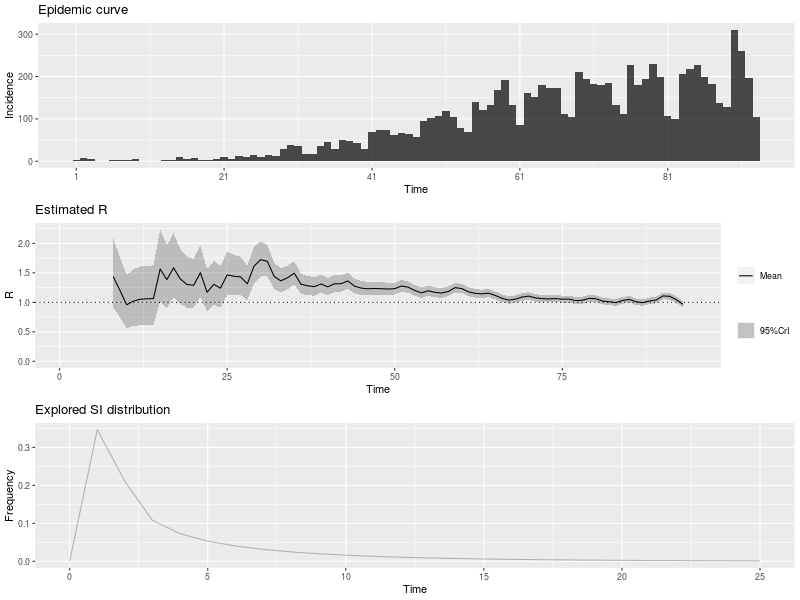 Epidemic curve
300
200
100
0
Incidence
1 21 41 61 81
Time
Estimated R
2.0
1.5
1.0
0.5
0.0
R
0 25 50 75
Time
Mean
95%CrI
Explored SI distribution
0.3
0.2
0.1
0.0
Frequency
0 5 10 15 20 25
Time